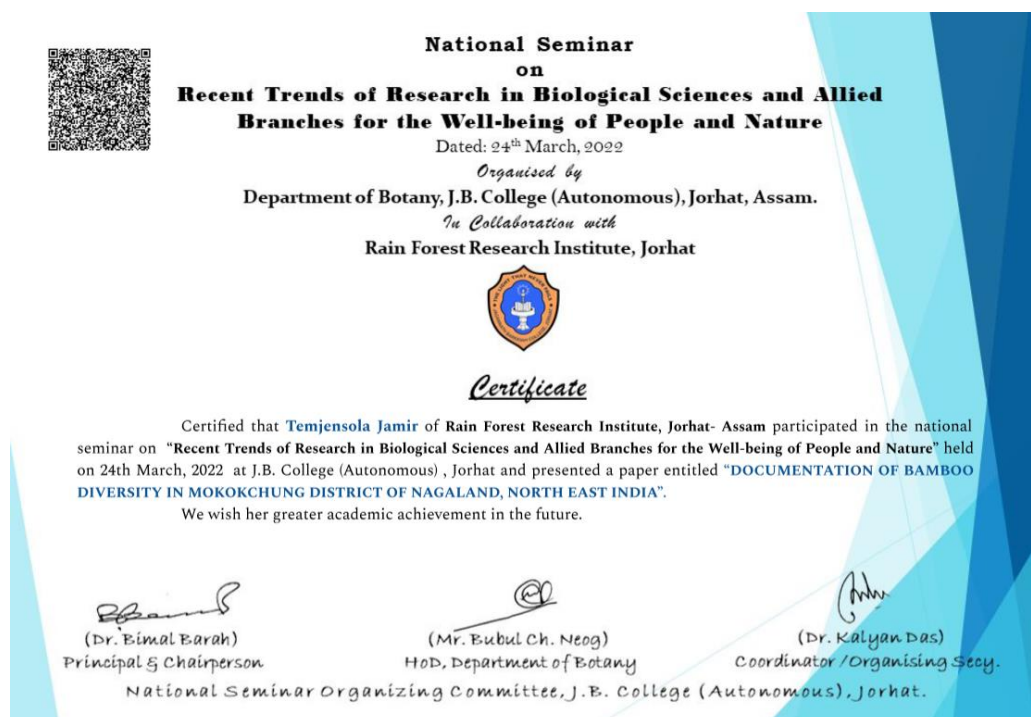 National Seminar
on
Recent Trends of Research in Biological Sciences and Allied
Branches for the Well-being of People and Nature
Dated: 24th March, 2022
Organised by
Department of Botany, J.B. College (Autonomous), Jorhat, Assam.
In Collaboration with
Rain Forest Research Institute, Jorhat
THE LIGHT THAT NEVER FAILS
Certificate
Certified that Temjensola Jamir of Rain Forest Research Institute, Jorhat- Assam participated in the national
seminar on “Recent Trends of Research in Biological Sciences and Allied Branches for the Well-being of People and Nature” held
on 24th March, 2022 at J.B. College (Autonomous) , Jorhat and presented a paper entitled “DOCUMENTATION OF BAMBOO
DIVERSITY IN MOKOKCHUNG DISTRICT OF NAGALAND, NORTH EAST INDIA”.
We wish her greater academic achievement in the future.
(Dr. Bimal Barah) (Mr. Bubul Ch. Neog) (Dr. Kalyan Das)
Principal & Chairperson HoD, Department of Botany Coordinator /Organising Secy.
National Seminar Organizing Committee, J.B. College (Autonomous), Jorhat.